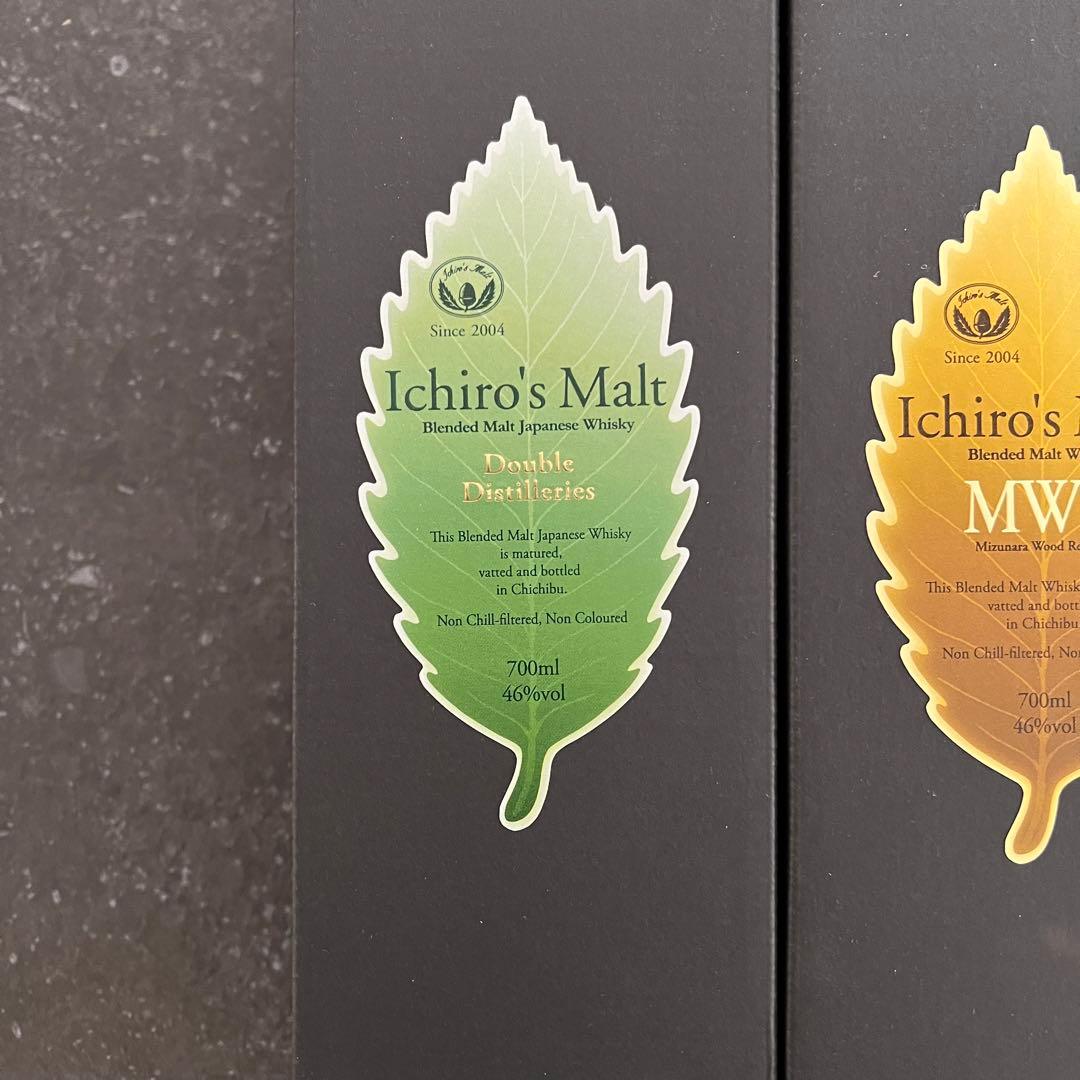 Ichiro's Malt
Since 2004
Ichiro's Malt
Blended Malt Japanese Whisky
Double
Distilleries
This Blended Malt Japanese Whisky
is matured,
vatted and bottled
in Chichibu.
Non Chill-filtered, Non Coloured
700ml
46%vol
Ichiro's Malt
Since 2004
Ichiro's
Blended Malt
MW
Mizunara Wood
This Blended Malt
vatted and
in Chichibu
Non Chill-filtered,
700ml
46%vol